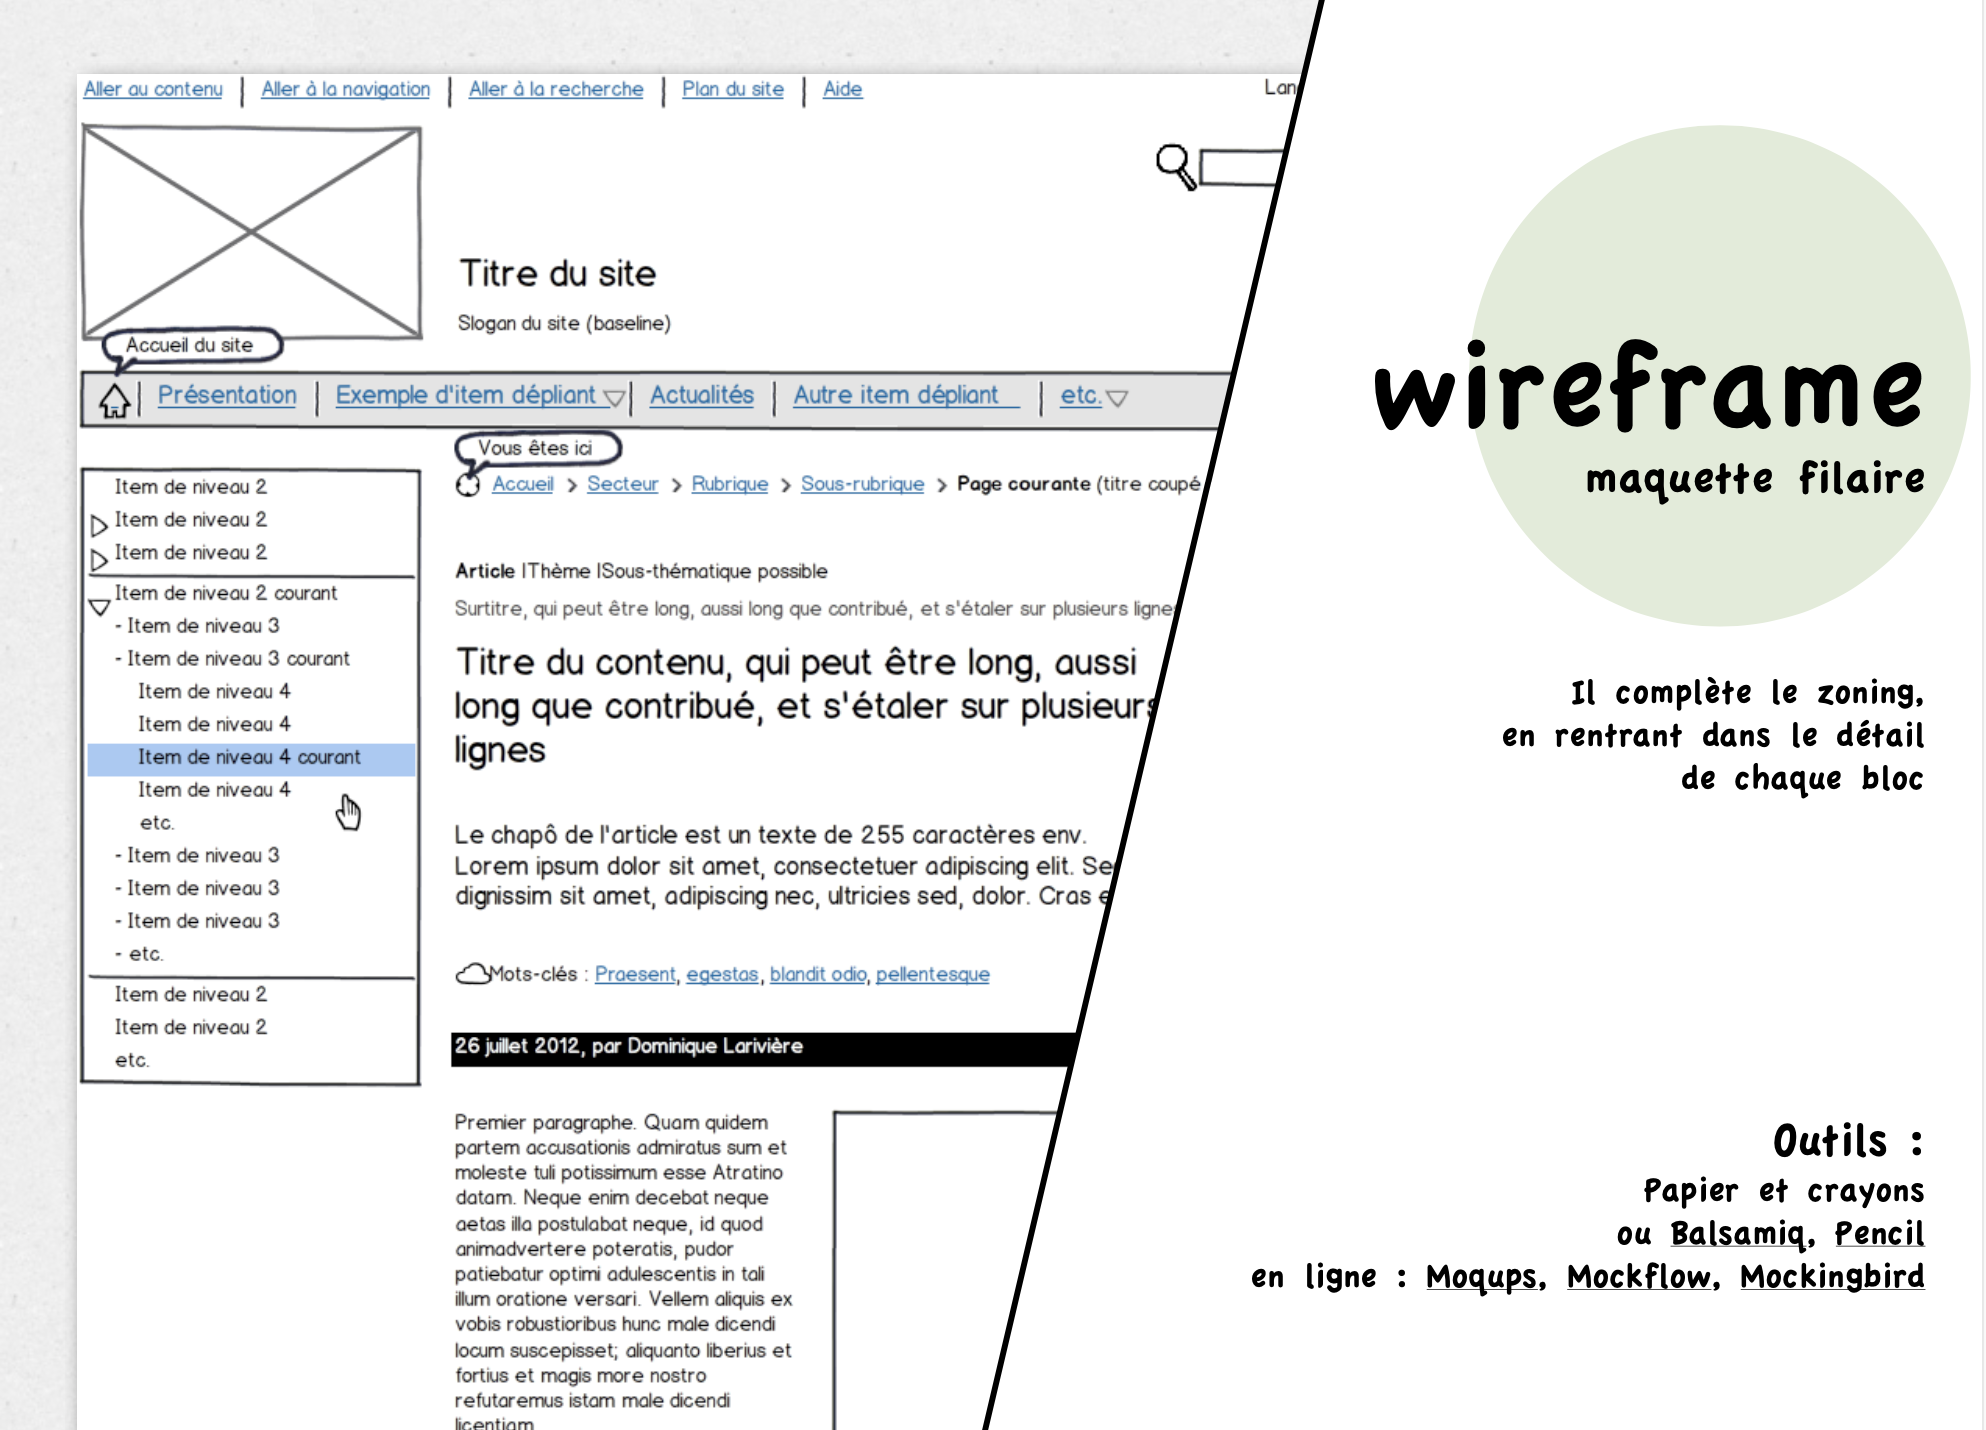 Aller au contenu | Aller à la navigation | Aller à la recherche | Plan du site | Aide
Titre du site
Slogan du site (baseline)
Accueil du site
Présentation | Exemple d'item dépliant | Actualités | Autre item dépliant | etc.
Vous êtes ici
Accueil > Secteur > Rubrique > Sous-rubrique > Page courante (titre coupé
Item de niveau 2
Item de niveau 2
Item de niveau 2
Item de niveau 2 courant
- Item de niveau 3
- Item de niveau 3 courant
Item de niveau 4
Item de niveau 4
Item de niveau 4 courant
Item de niveau 4
etc.
- Item de niveau 3
- Item de niveau 3
- Item de niveau 3
- etc.
Item de niveau 2
Item de niveau 2
etc.
Article |Thème |Sous-thématique possible
Surtitre, qui peut être long, aussi long que contribué, et s'étaler sur plusieurs lignes
Titre du contenu, qui peut être long, aussi
long que contribué, et s'étaler sur plusieurs
lignes
Le chapô de l'article est un texte de 255 caractères env.
Lorem ipsum dolor sit amet, consectetuer adipiscing elit.
dignissim sit amet, adipiscing nec, ultricies sed, dolor. Cras
Mots-clés : Praesent, egestas, blandit odio, pellentesque
26 juillet 2012, par Dominique Larivière
Premier paragraphe. Quam quidem
partem accusationis admiratus sum et
moleste tuli potissimum esse Atratino
datam. Neque enim decebat neque
aetas illa postulabat neque, id quod
animadvertere poteratis, pudor
patiebatur optimi adulescentis in tali
illum oratione versari. Vellem aliquis ex
vobis robustioribus hunc male dicendi
locum suscepisset; aliquanto liberius et
fortius et magis more nostro
refutaremus istam male dicendi
licentiam
wireframe
maquette filaire
Il complète le zoning,
en rentrant dans le détail
de chaque bloc
Outils :
Papier et crayons
ou Balsamiq, Pencil
en ligne : Moqups, Mockflow, Mockingbird